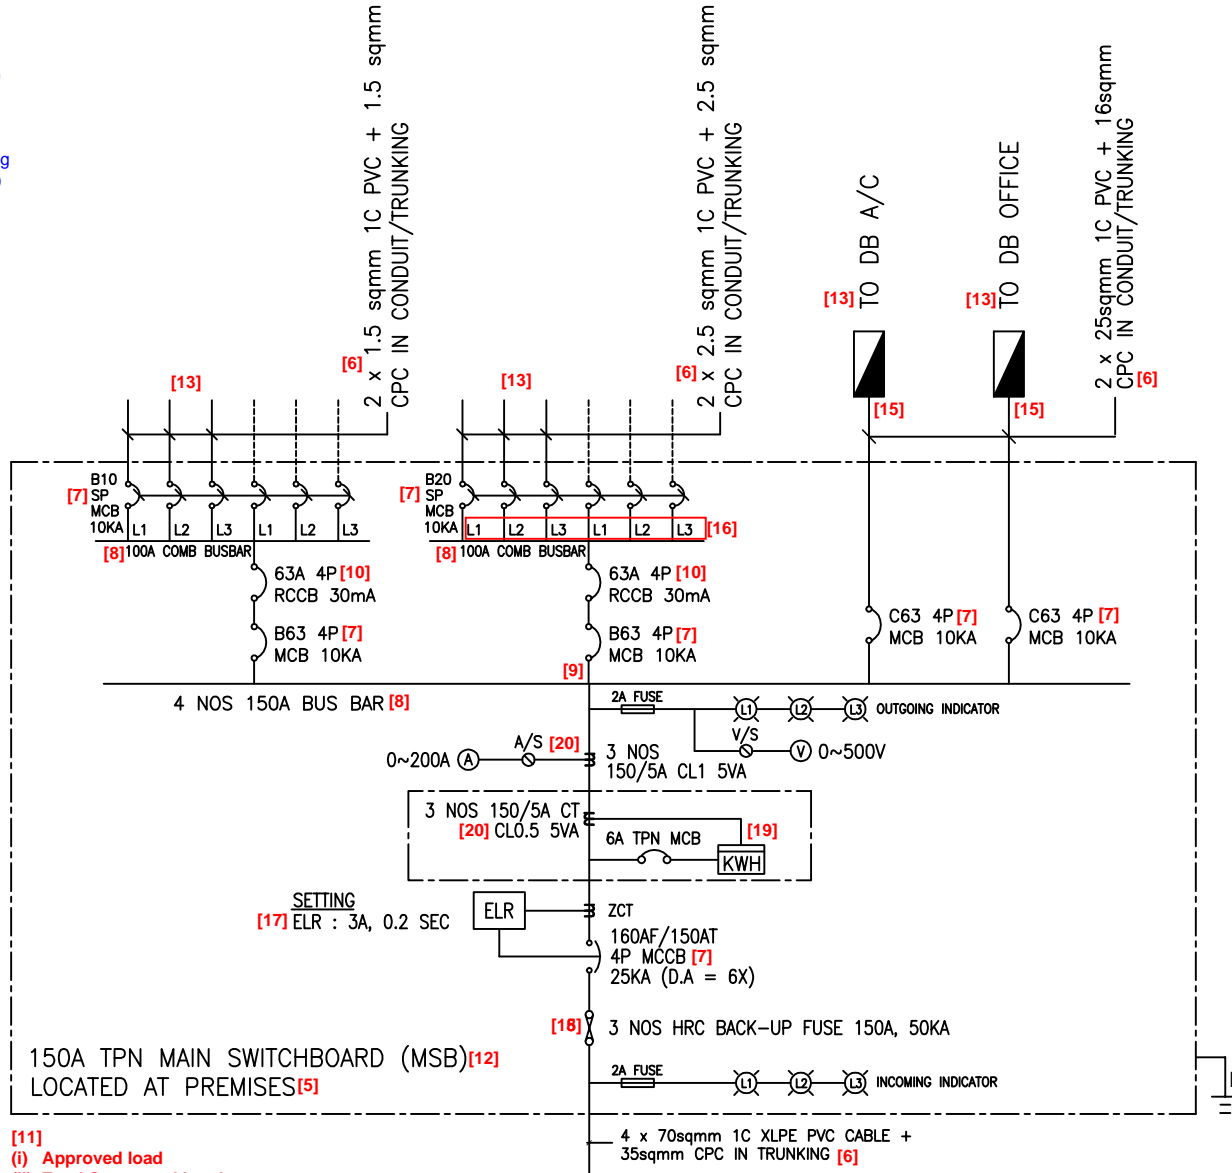 g
2 x 1.5 sqmm 1C PVC + 1.5 sqmm
CPC IN CONDUIT/TRUNKING
[6]
2 x 2.5 sqmm 1C PVC + 2.5 sqmm
CPC IN CONDUIT/TRUNKING
[6]
TO DB A/C
[13]
TO DB OFFICE
[13]
2 x 25sqmm 1C PVC + 16sqmm
CPC IN CONDUIT/TRUNKING
[6]
[13]
[13]
[15]
[15]
B10
[7] SP
MCB
10KA
L1 L2 L3 L1 L2 L3
[8] 100A COMB BUSBAR
B20
[7] SP
MCB
10KA
L1 L2 L3 L1 L2 L3 [16]
[8] 100A COMB BUSBAR
63A 4P [10]
RCCB 30mA
63A 4P [10]
RCCB 30mA
B63 4P [7]
MCB 10KA
B63 4P [7]
MCB 10KA
C63 4P [7]
MCB 10KA
C63 4P [7]
MCB 10KA
[9]
4 NOS 150A BUS BAR [8]
2A FUSE
L1 L2 L3 OUTGOING INDICATOR
V/S
V 0~500V
A/S [20]
0~200A A
3 NOS
150/5A CL1 5VA
3 NOS 150/5A CT
[20] CL0.5 5VA
6A TPN MCB
[19]
KWH
SETTING
[17] ELR : 3A, 0.2 SEC
ELR
ZCT
160AF/150AT
4P MCCB [7]
25KA (D.A = 6X)
[18] 3 NOS HRC BACK-UP FUSE 150A, 50KA
150A TPN MAIN SWITCHBOARD (MSB) [12]
LOCATED AT PREMISES [5]
2A FUSE
L1 L2 L3 INCOMING INDICATOR
4 x 70sqmm 1C XLPE PVC CABLE +
35sqmm CPC IN TRUNKING [6]
[11]
(i) Approved load